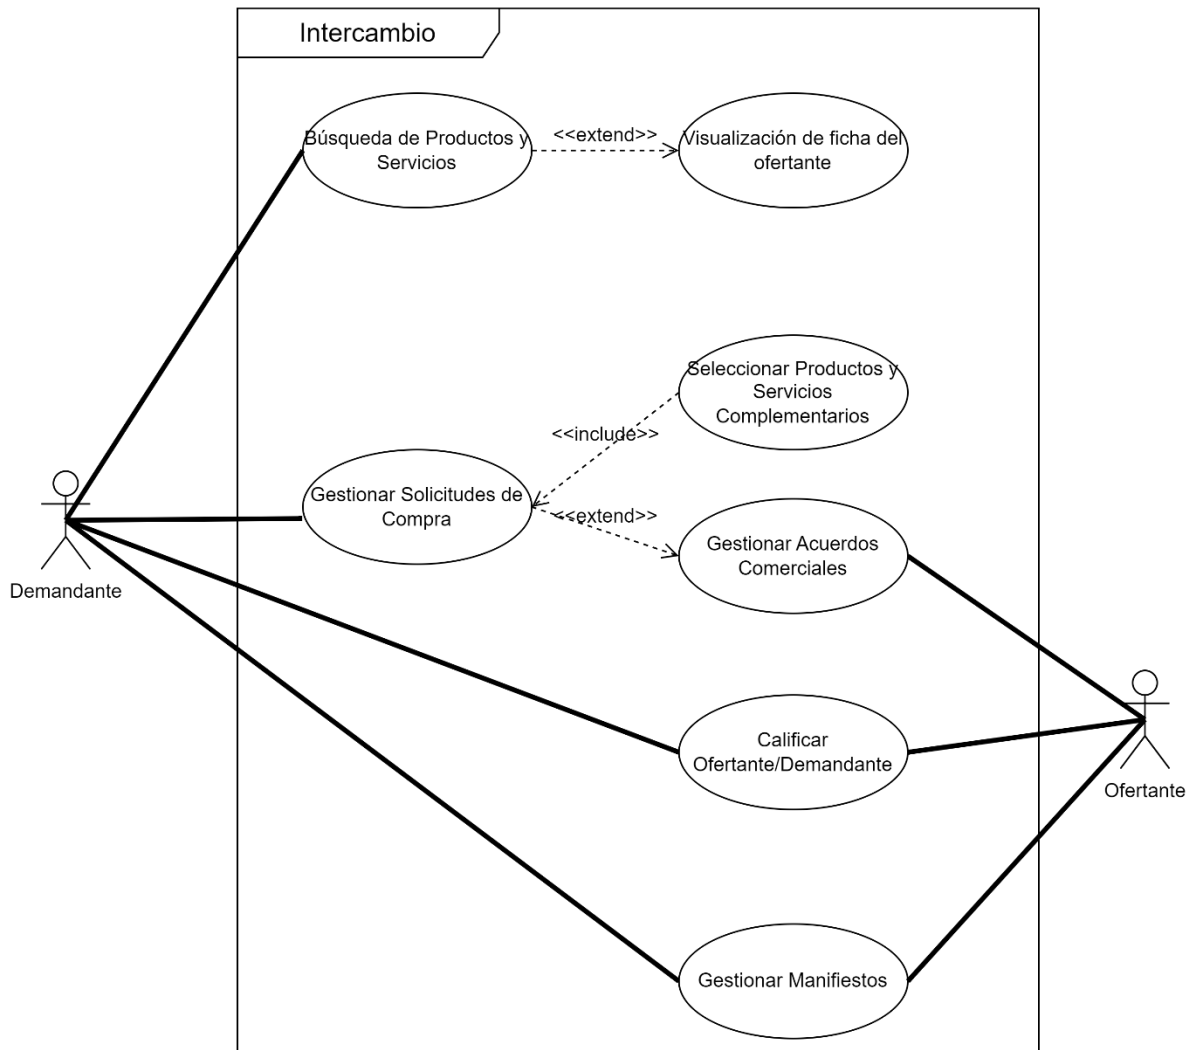 Intercambio
Búsqueda de Productos y
Servicios
<<extend>>
Visualización de ficha del
ofertante
Seleccionar Productos y
Servicios
Complementarios
<<include>>
Gestionar Solicitudes de
Compra
<<extend>>
Gestionar Acuerdos
Comerciales
Demandante
Calificar
Ofertante/Demandante
Ofertante
Gestionar Manifiestos